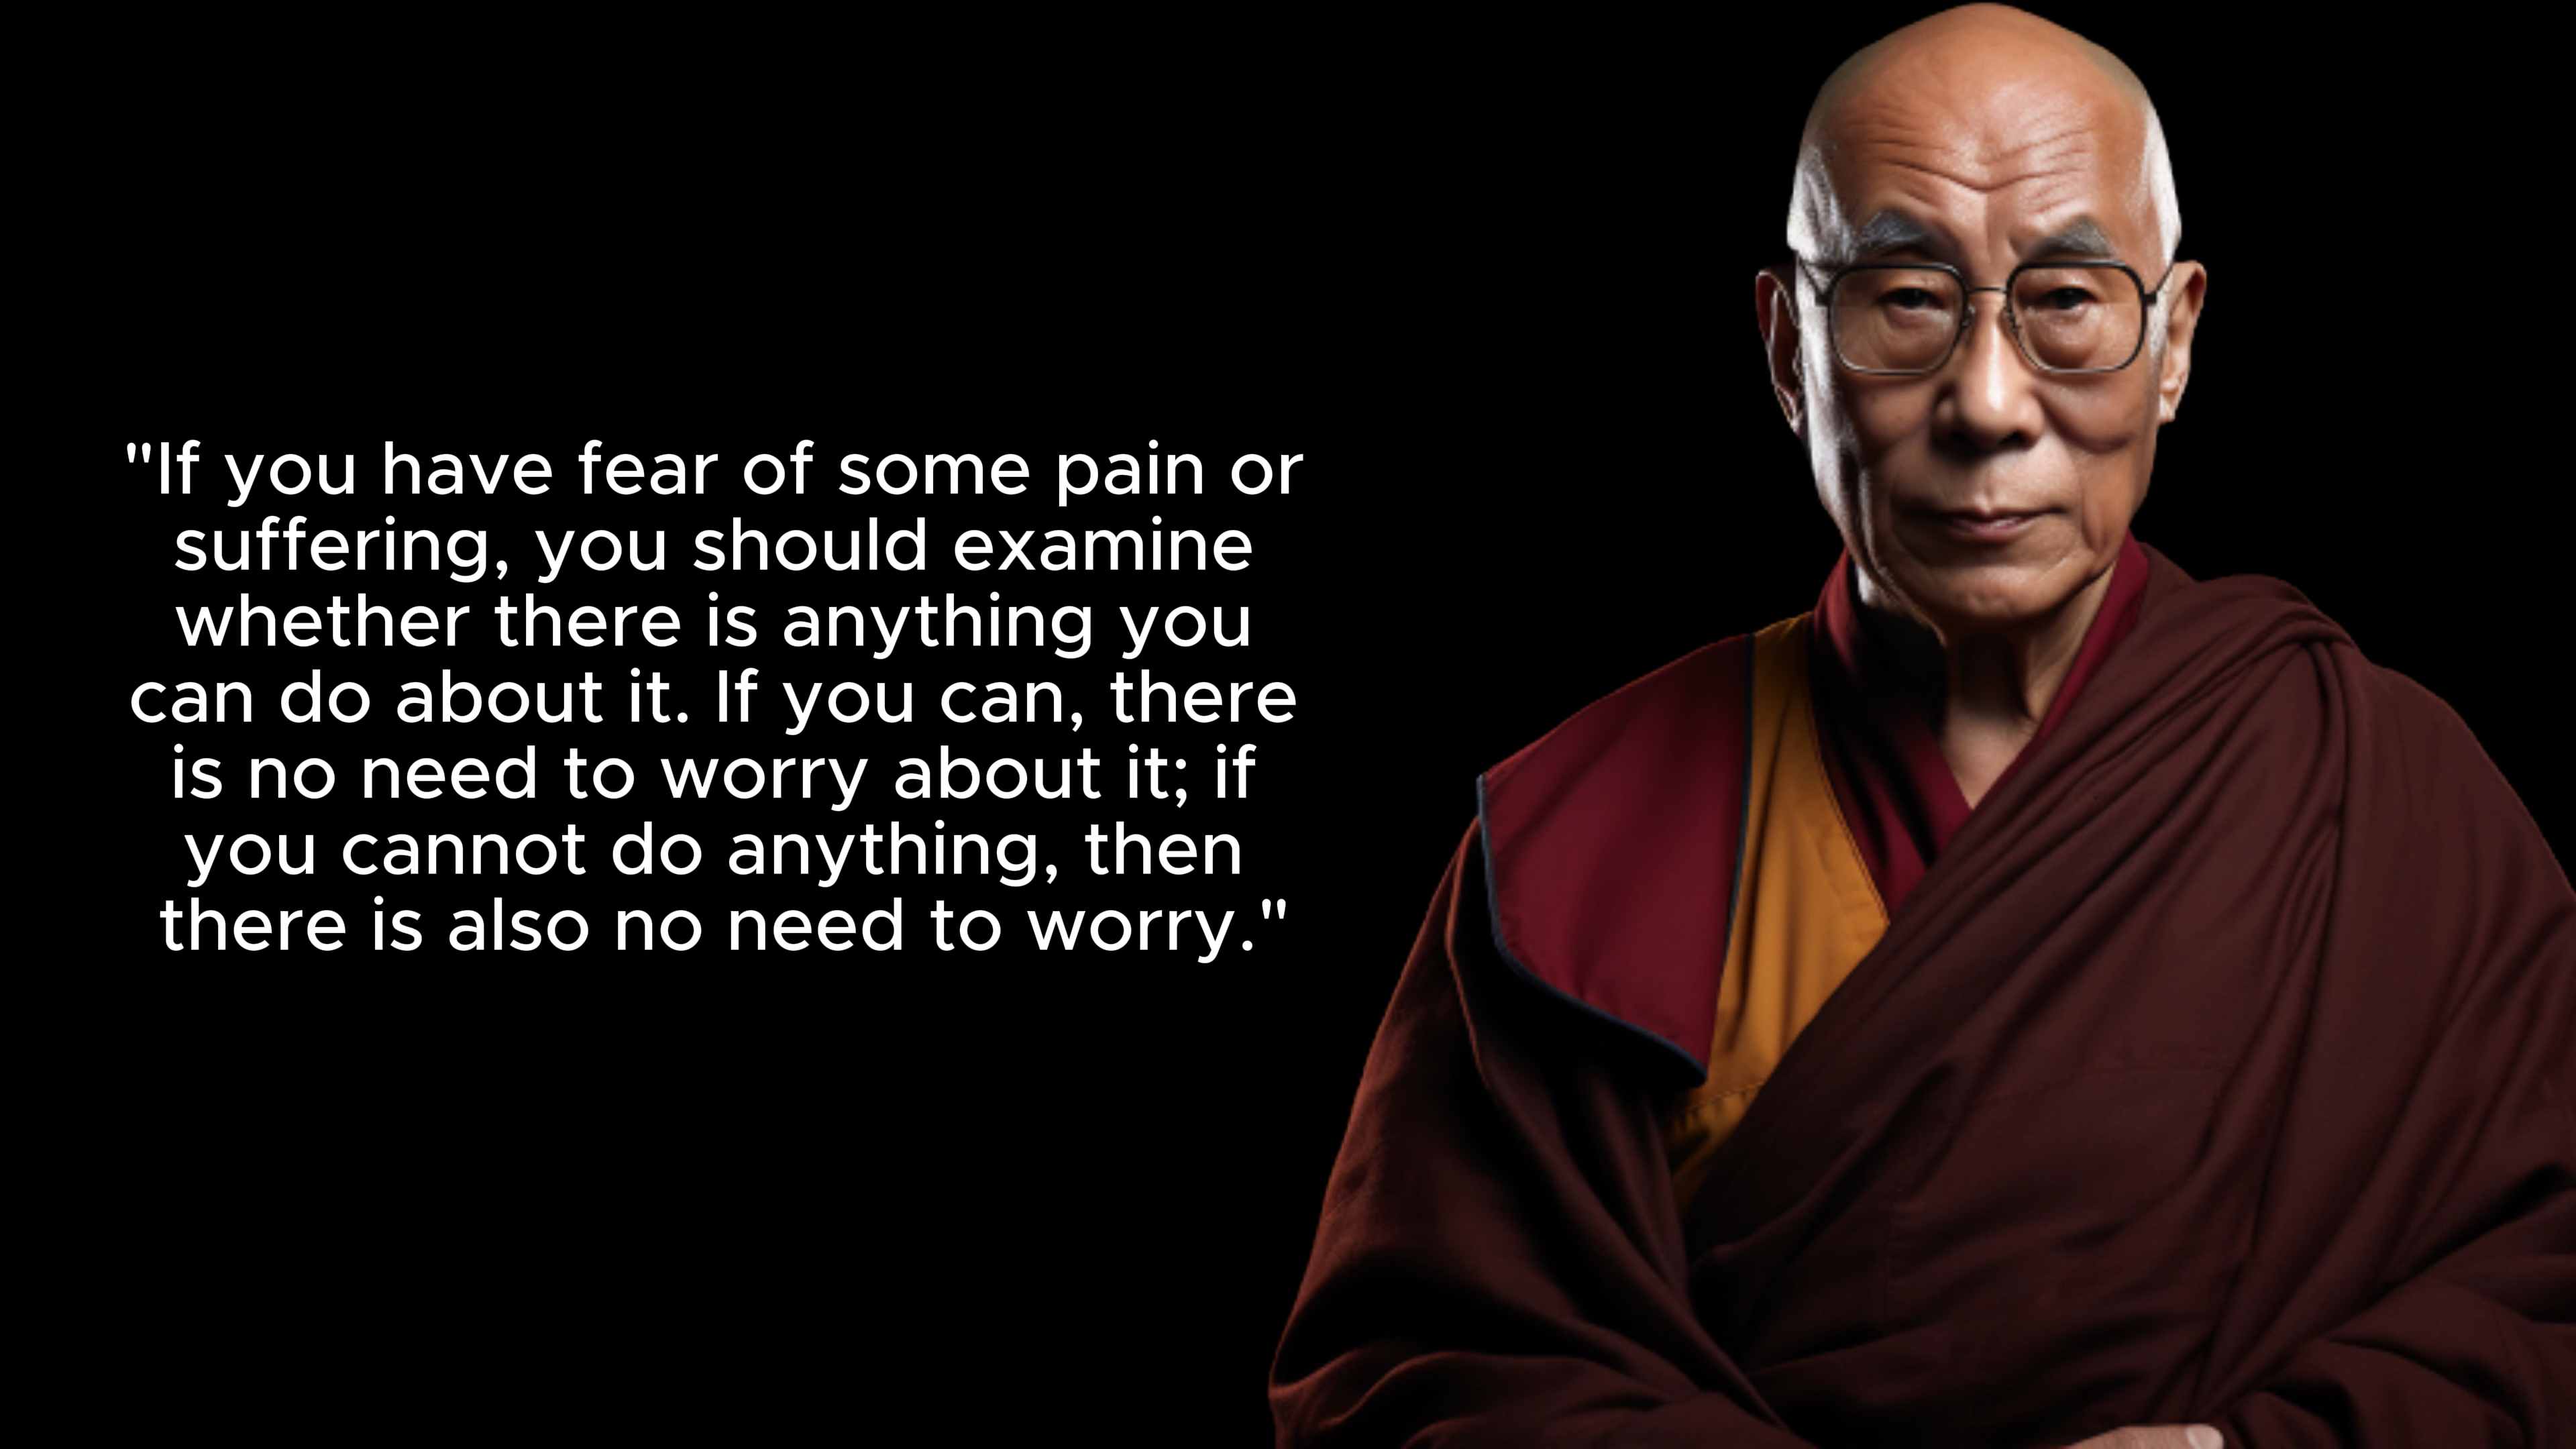 "If you have fear of some pain or
suffering, you should examine
whether there is anything you
can do about it. If you can, there
is no need to worry about it; if
you cannot do anything, then
there is also no need to worry."